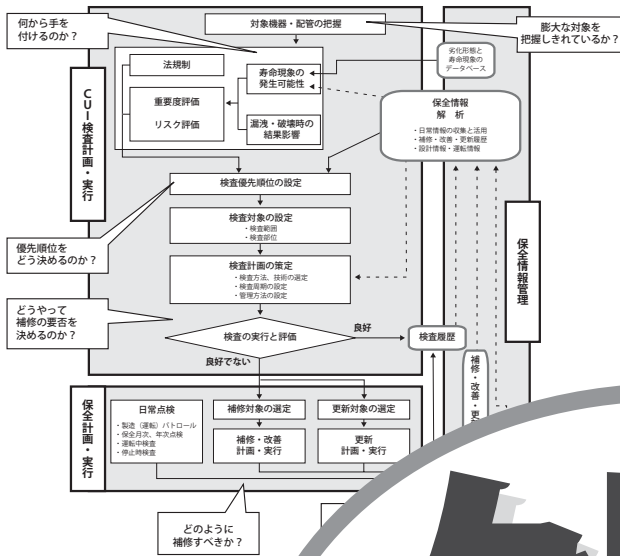 何から手を
付けるのか？
対象機器・配管の把握
膨大な対象を
把握しきれているか？
法規制
寿命現象の
発生可能性
劣化形態と
寿命現象の
データベース
重要度評価
リスク評価
漏洩・破壊時の
結果影響
保全情報
解 析
・日常情報の収集と活用
・補修・改善・更新履歴
・設計情報・運転情報
CUI検査計画・実行
検査優先順位の設定
検査対象の設定
・検査範囲
・検査部位
優先順位を
どう決めるのか？
検査計画の策定
・検査方法、技術の選定
・検査周期の設定
・管理方法の設定
保全情報管理
どうやって
補修の要否を
決めるのか？
検査の実行と評価
良好
検査履歴
良好でない
補修・改善・更
保全計画・実行
日常点検
・製造（運転）パトロール
・保全月次、年次点検
・運転中検査
・停止時検査
補修対象の選定
更新対象の選定
補修・改善
計画・実行
更新
計画・実行
どのように
補修すべきか？